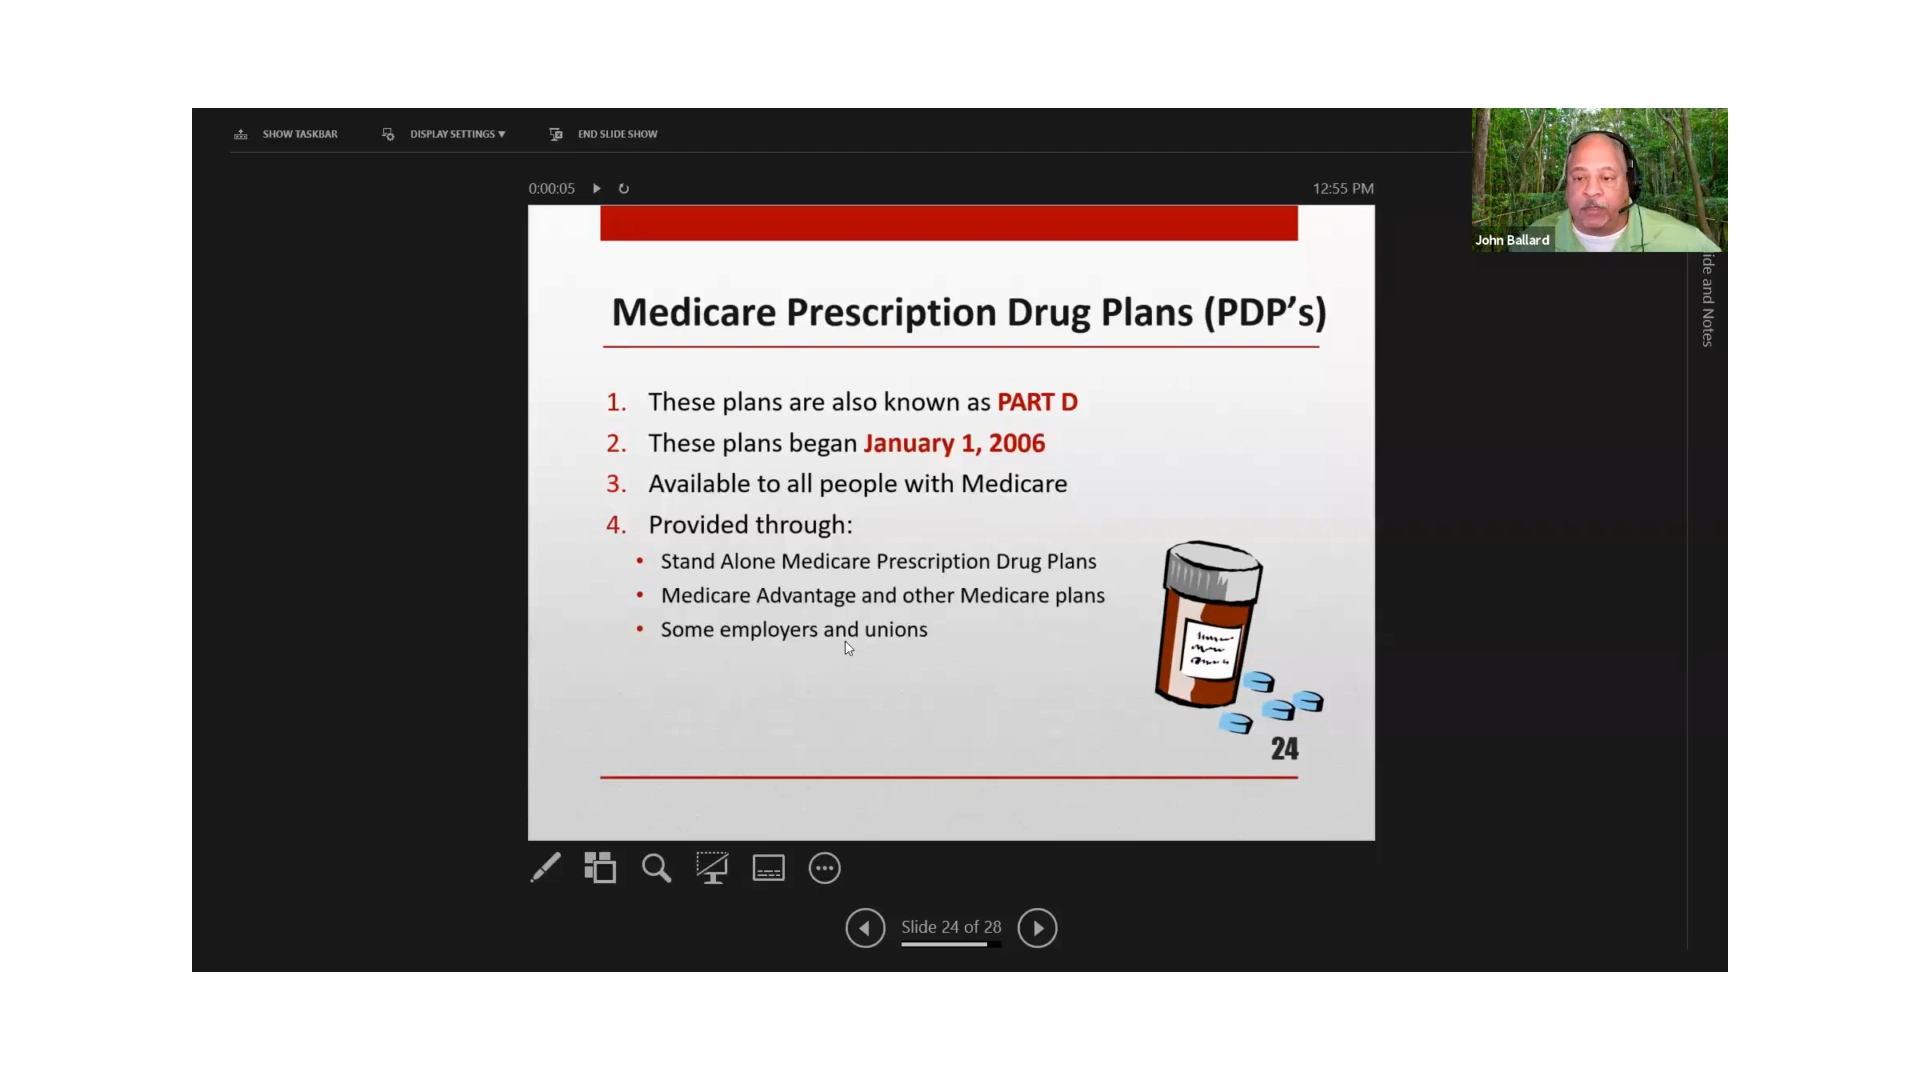 SHOW TASKBAR
DISPLAY SETTINGS ▼
END SLIDE SHOW
0:00:05
12:55 PM
John Ballard
ide and Notes
Medicare Prescription Drug Plans (PDP's)
1. These plans are also known as PART D
2. These plans began January 1, 2006
3. Available to all people with Medicare
4. Provided through:
• Stand Alone Medicare Prescription Drug Plans
• Medicare Advantage and other Medicare plans
• Some employers and unions
24
Slide 24 of 28